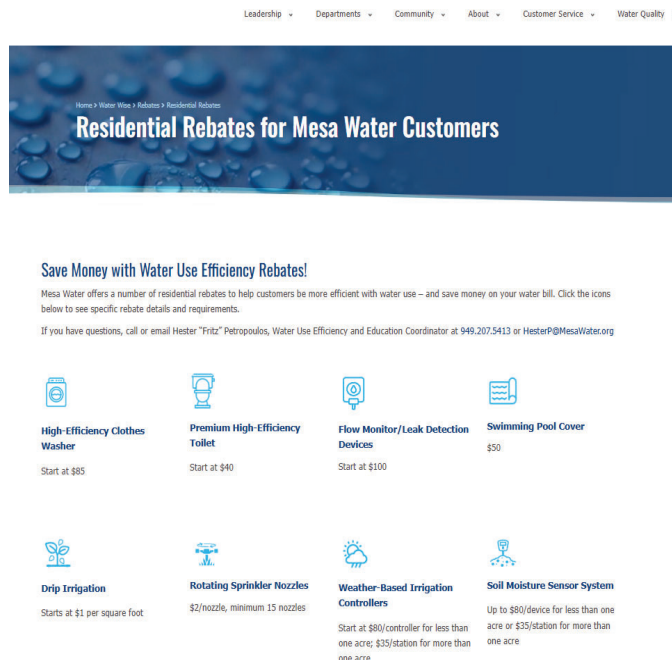 Leadership Departments Community About Customer Service Water Quality
Home > Water Wise > Rebates > Residential Rebates
Residential Rebates for Mesa Water Customers
Save Money with Water Use Efficiency Rebates!
Mesa Water offers a number of residential rebates to help customers be more efficient with water use – and save money on your water bill. Click the icons
below to see specific rebate details and requirements.
If you have questions, call or email Hester "Fritz" Petropoulos, Water Use Efficiency and Education Coordinator at 949.207.5413 or HesterP@MesaWater.org
High-Efficiency Clothes
Washer
Start at $85
Premium High-Efficiency
Toilet
Start at $40
Flow Monitor/Leak Detection
Devices
Start at $100
Swimming Pool Cover
$50
Drip Irrigation
Starts at $1 per square foot
Rotating Sprinkler Nozzles
$2/nozzle, minimum 15 nozzles
Weather-Based Irrigation
Controllers
Start at $80/controller for less than
one acre; $35/station for more than
one acre
Soil Moisture Sensor System
Up to $80/device for less than one
acre or $35/station for more than
one acre